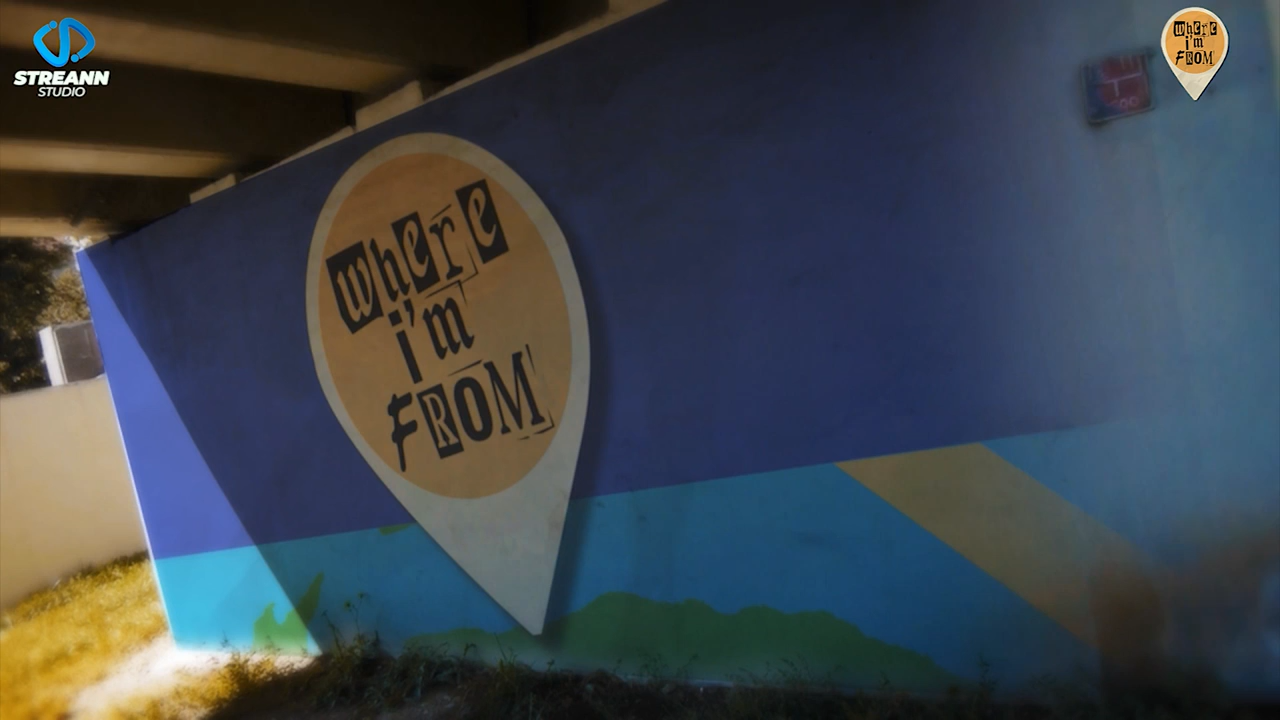 STREANN
STUDIO
where
i'm
FROM
where
i'm
FROM